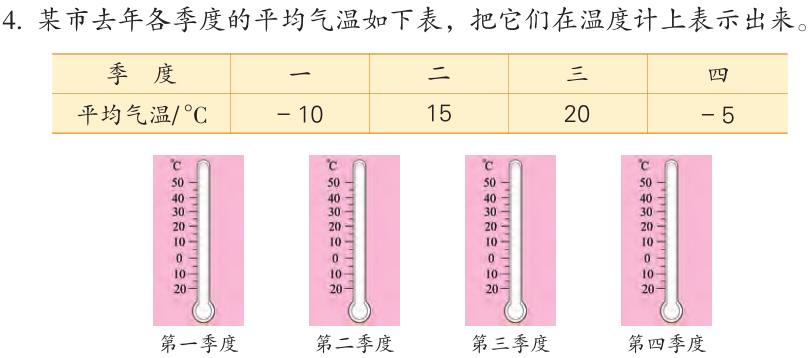 4. 某市去年各季度的平均气温如下表，把它们在温度计上表示出来。
季 度 一 二 三 四
平均气温/℃ －10 15 20 －5
℃ ℃ ℃ ℃
50 50 50 50
40 40 40 40
30 30 30 30
20 20 20 20
10 10 10 10
0 0 0 0
10 10 10 10
20 20 20 20
第一季度 第二季度 第三季度 第四季度